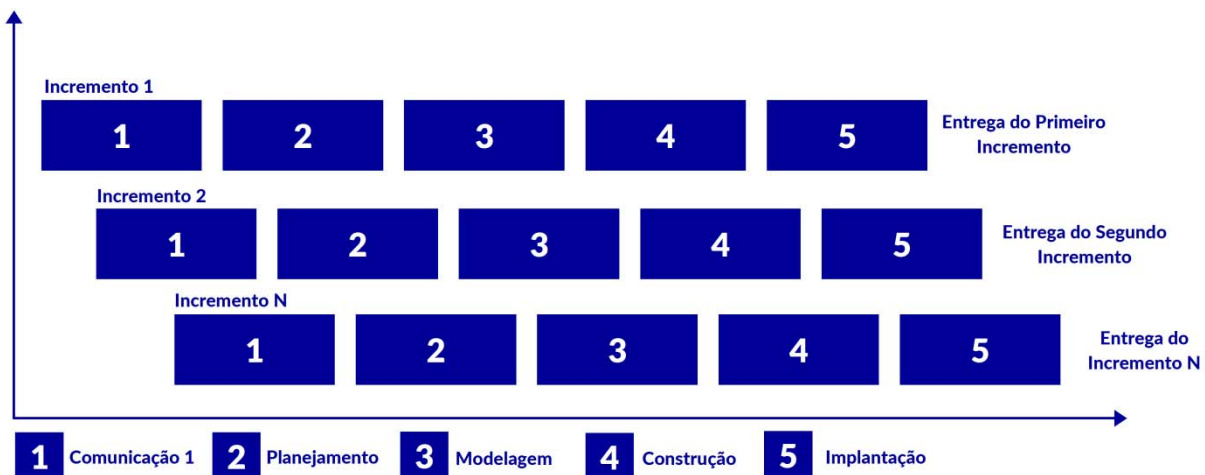 Incremento 1
1 2 3 4 5
Entrega do Primeiro
Incremento
Incremento 2
1 2 3 4 5
Entrega do Segundo
Incremento
Incremento N
1 2 3 4 5
Entrega do
Incremento N
1 Comunicação 1 2 Planejamento 3 Modelagem 4 Construção 5 Implantação